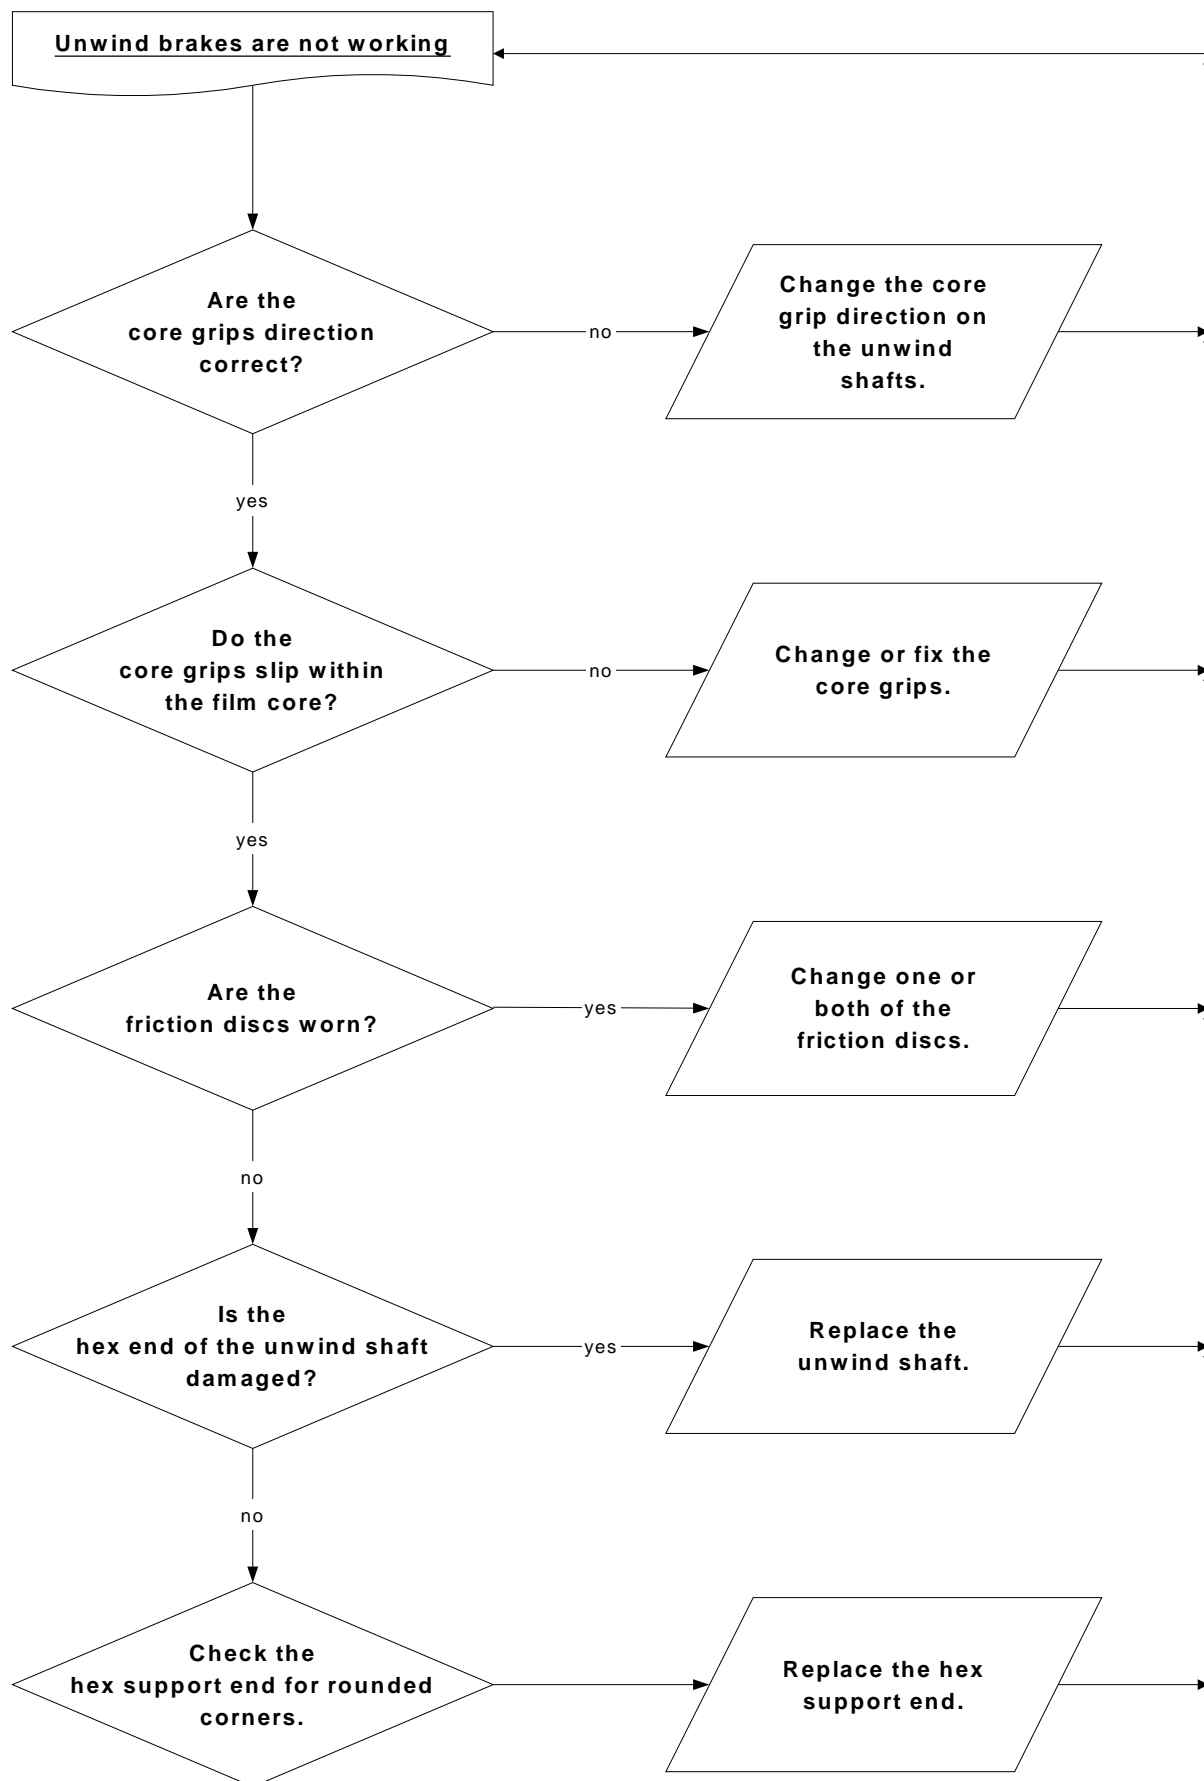 Unwind brakes are not working
Are the
core grips direction
correct?
no
Change the core
grip direction on
the unwind
shafts.
yes
Do the
core grips slip within
the film core?
no
Change or fix the
core grips.
yes
Are the
friction discs worn?
yes
Change one or
both of the
friction discs.
no
Is the
hex end of the unwind shaft
damaged?
yes
Replace the
unwind shaft.
no
Check the
hex support end for rounded
corners.
Replace the hex
support end.